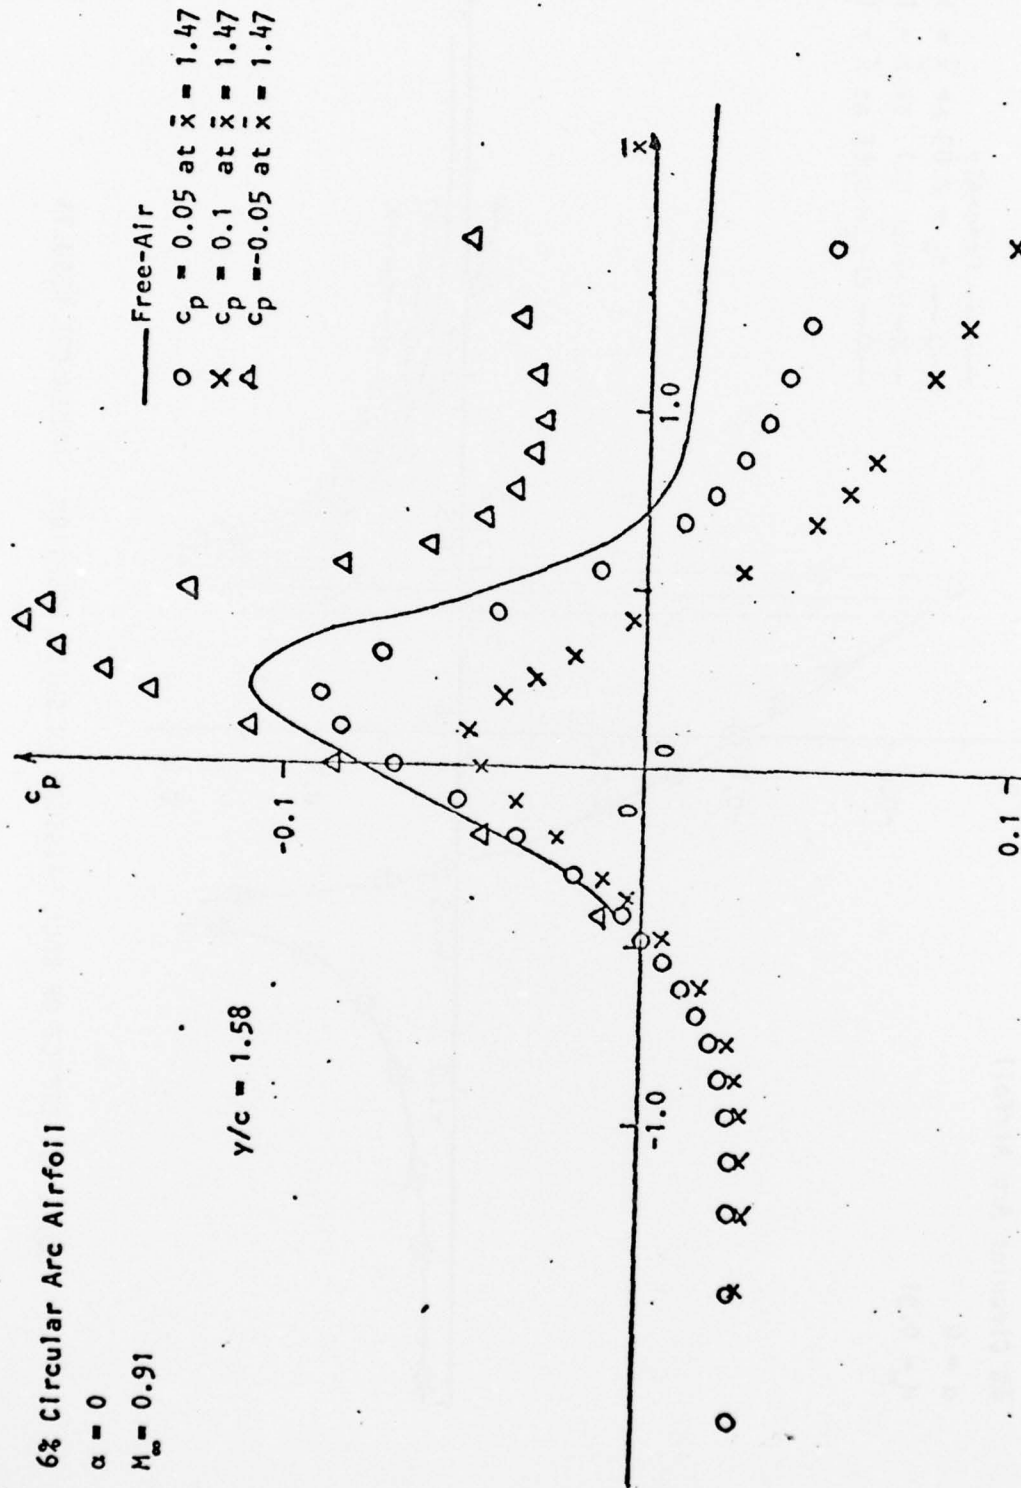 6% Circular Arc Airfoil
α = 0
M∞ = 0.91
y/c = 1.58
cp
Free-Air
O cp = 0.05 at x̄ = 1.47
X cp = 0.1 at x̄ = 1.47
Δ cp =-0.05 at x̄ = 1.47
-0.1
-1.0
0
0
1.0
x̄
0.1